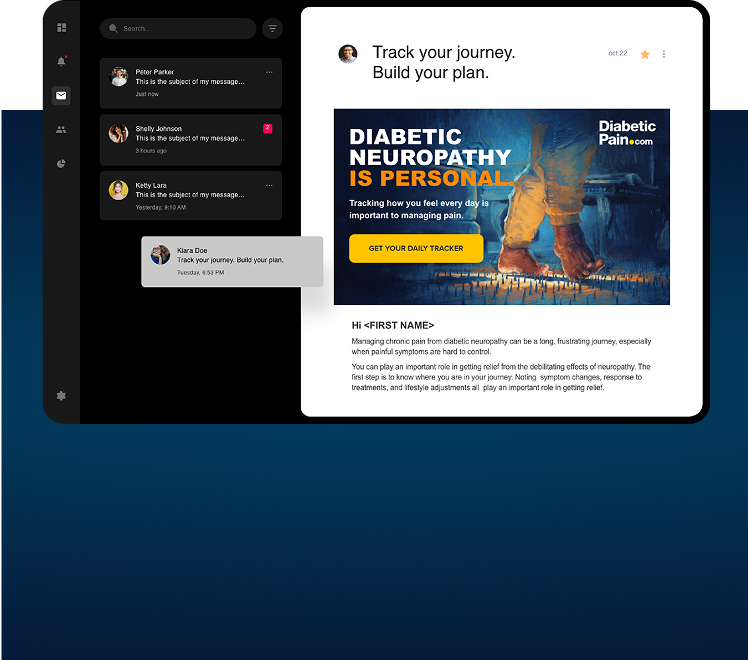 Search..
Peter Parker
This is the subject of my message...
Just now
Shelly Johnson
2
This is the subject of my message...
3 hours ago
Ketty Lara
This is the subject of my message...
Yesterday, 9:10 AM
Kiara Doe
Track your journey. Build your plan.
Tuesday, 6:53 PM
Track your journey.
Build your plan.
oct 22
DIABETIC
NEUROPATHY
IS PERSONAL.
Diabetic
Pain.com
Tracking how you feel every day is
important to managing pain.
GET YOUR DAILY TRACKER
Hi <FIRST NAME>
Managing chronic pain from diabetic neuropathy can be a long, frustrating journey, especially
when painful symptoms are hard to control.
You can play an important role in getting relief from the debilitating effects of neuropathy. The
first step is to know where you are in your journey. Noting symptom changes, response to
treatments, and lifestyle adjustments all play an important role in getting relief.